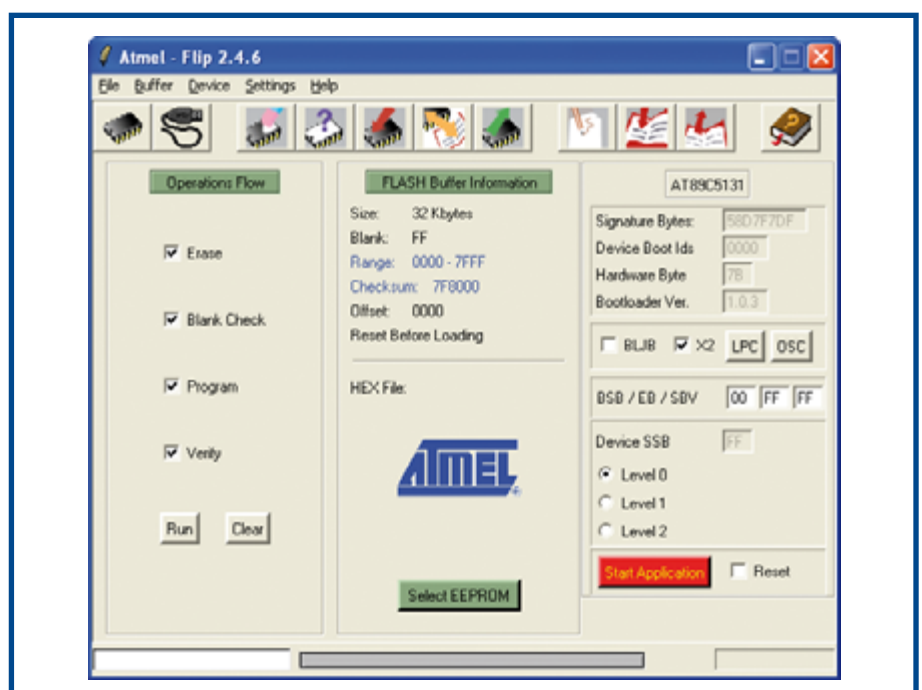 Atmel - Flip 2.4.6
File Buffer Device Settings Help
Operations Flow
Erase
Blank Check
Program
Verify
Run Clear
FLASH Buffer Information
Size: 32 Kbytes
Blank: FF
Range: 0000 - 7FFF
Checksum: 7F8000
Offset: 0000
Reset Before Loading
HEX File:
ATMEL
Select EEPROM
AT89C5131
Signature Bytes: 58D7F7DF
Device Boot Ids 0000
Hardware Byte 7B
Bootloader Ver. 1.0.3
BLJB X2 LPC OSC
BSB / EB / SBV 00 FF FF
Device SSB FF
Level 0
Level 1
Level 2
Start Application Reset